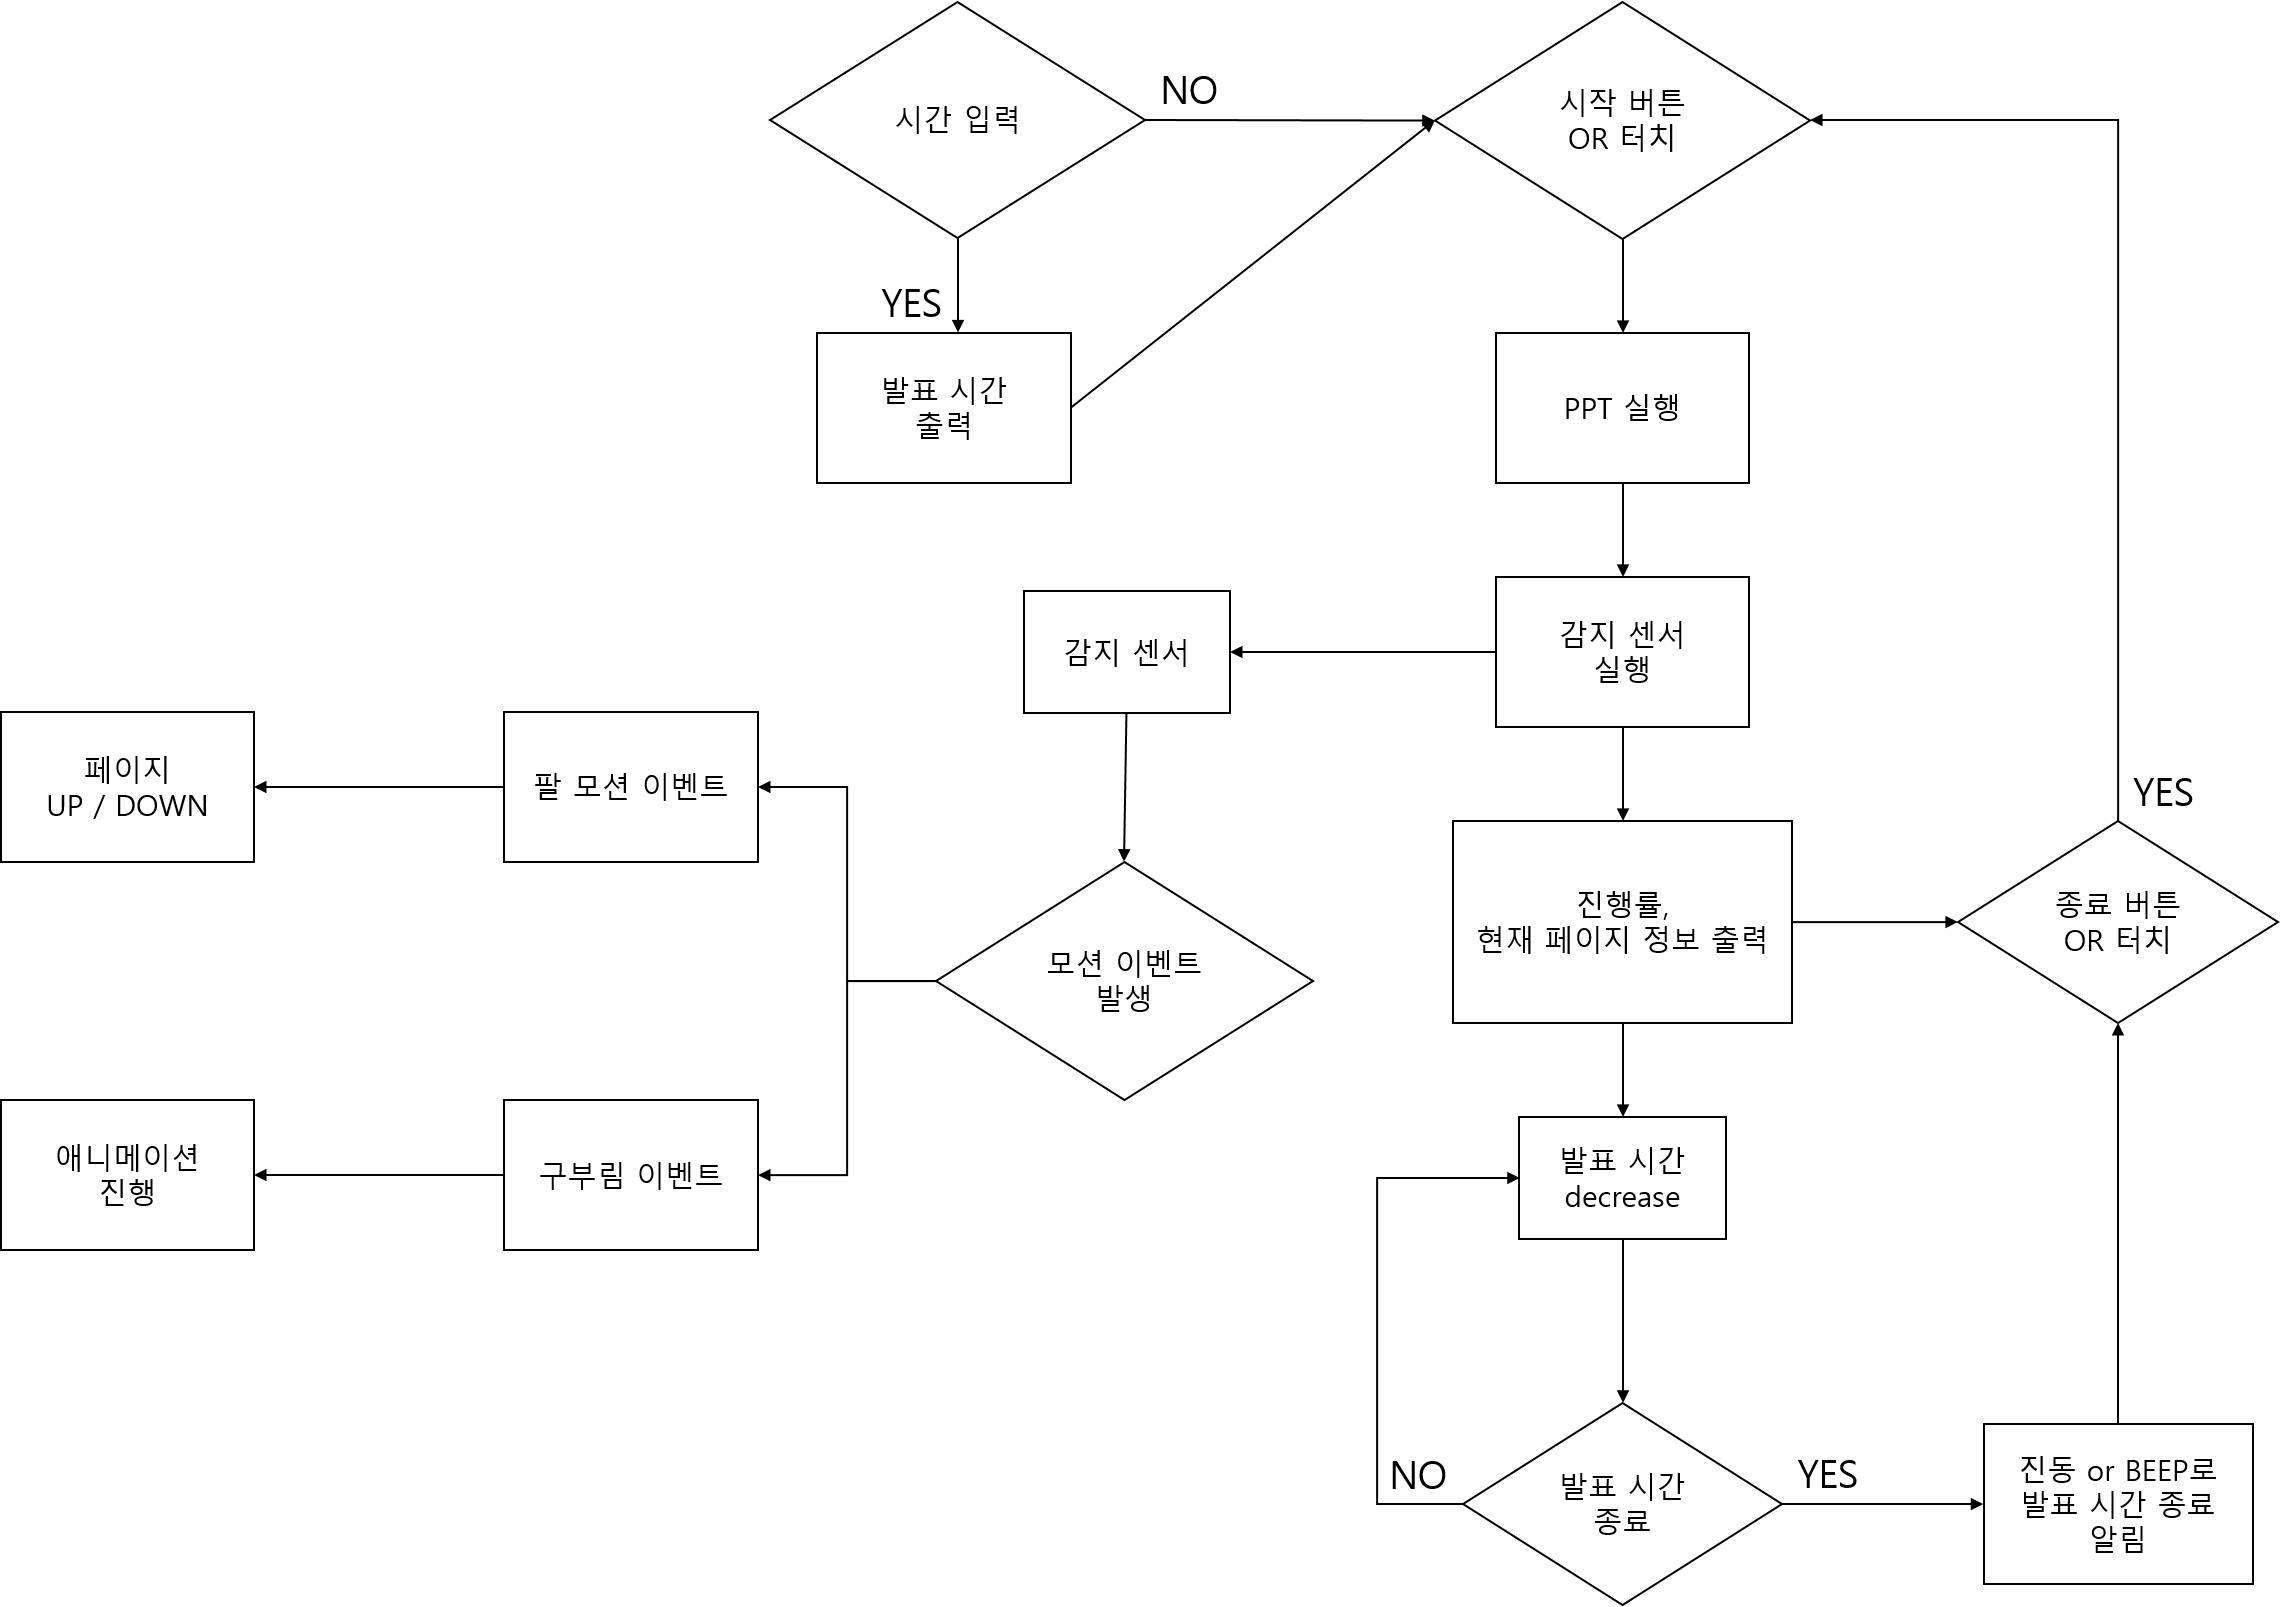 시간 입력
NO
시작 버튼
OR 터치
YES
발표 시간
출력
PPT 실행
감지 센서
감지 센서
실행
페이지
UP / DOWN
팔 모션 이벤트
YES
진행률,
현재 페이지 정보 출력
종료 버튼
OR 터치
모션 이벤트
발생
애니메이션
진행
구부림 이벤트
발표 시간
decrease
NO
발표 시간
종료
YES
진동 or BEEP로
발표 시간 종료
알림